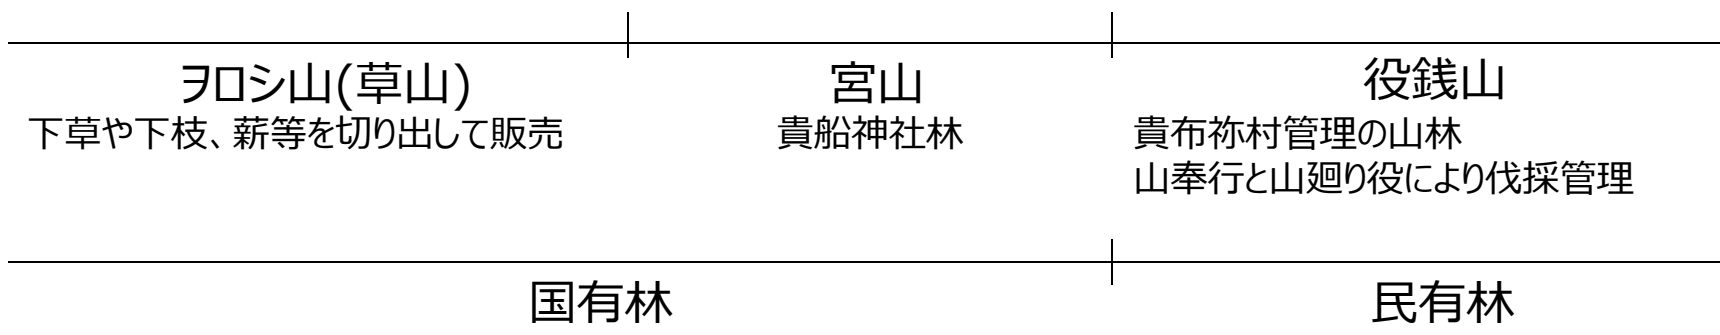 ヲロシ山(草山)
下草や下枝、薪等を切り出して販売
宮山
貴船神社林
役銭山
貴布祢村管理の山林
山奉行と山廻り役により伐採管理
国有林
民有林